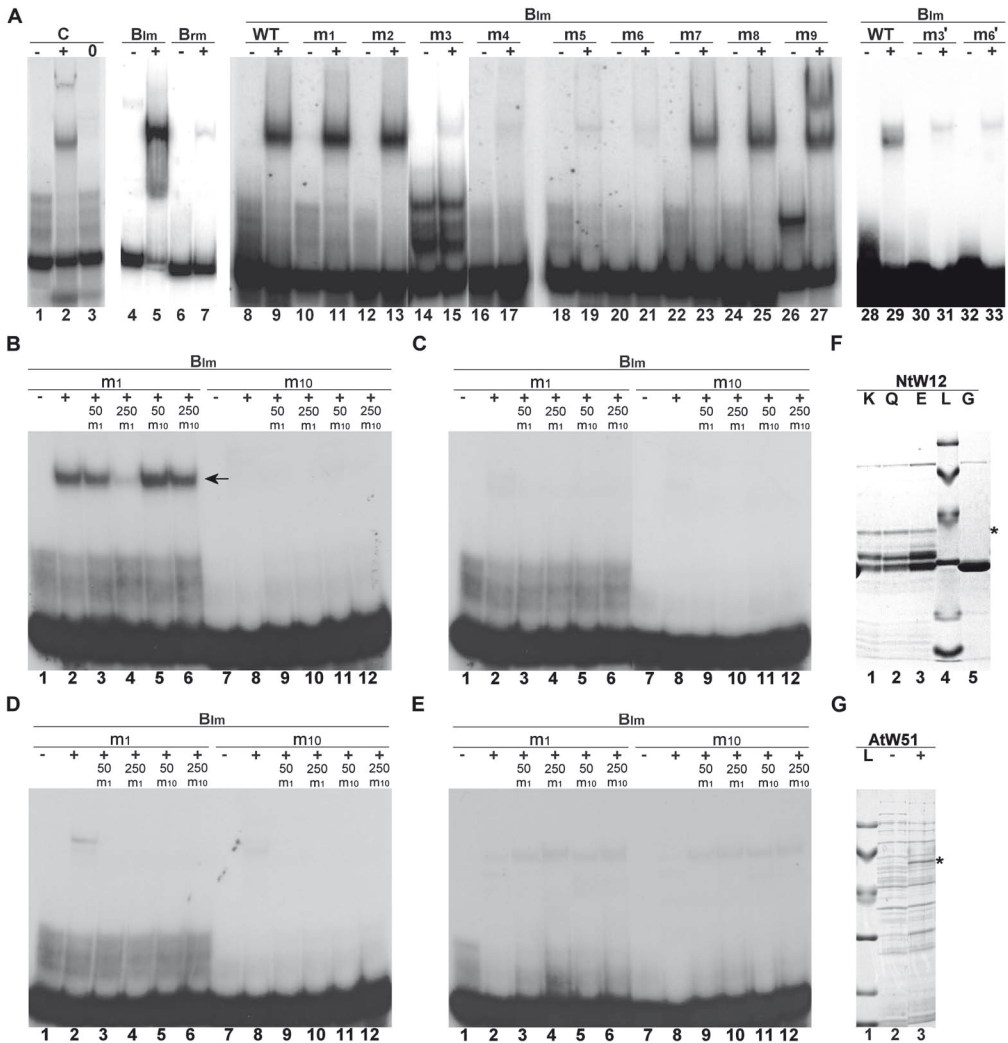 A
C Blm Brm Blm Blm
WT m1 m2 m3 m4 m5 m6 m7 m8 m9 WT m3' m6'
- + 0 - + - + - + - + - + - + - + - + - + - + - + - + - + - + - +
1 2 3 4 5 6 7 8 9 10 11 12 13 14 15 16 17 18 19 20 21 22 23 24 25 26 27 28 29 30 31 32 33
B
Blm
m1 m10
- + + + + + - + + + + +
50 250 50 250 50 250 50 250
m1 m1 m10 m10 m1 m1 m10 m10
1 2 3 4 5 6 7 8 9 10 11 12
C
Blm
m1 m10
- + + + + + - + + + + +
50 250 50 250 50 250 50 250
m1 m1 m10 m10 m1 m1 m10 m10
1 2 3 4 5 6 7 8 9 10 11 12
F
NtW12
K Q E L G
*
1 2 3 4 5
D
Blm
m1 m10
- + + + + + - + + + + +
50 250 50 250 50 250 50 250
m1 m1 m10 m10 m1 m1 m10 m10
1 2 3 4 5 6 7 8 9 10 11 12
E
Blm
m1 m10
- + + + + + - + + + + +
50 250 50 250 50 250 50 250
m1 m1 m10 m10 m1 m1 m10 m10
1 2 3 4 5 6 7 8 9 10 11 12
G
AtW51
L - +
*
1 2 3